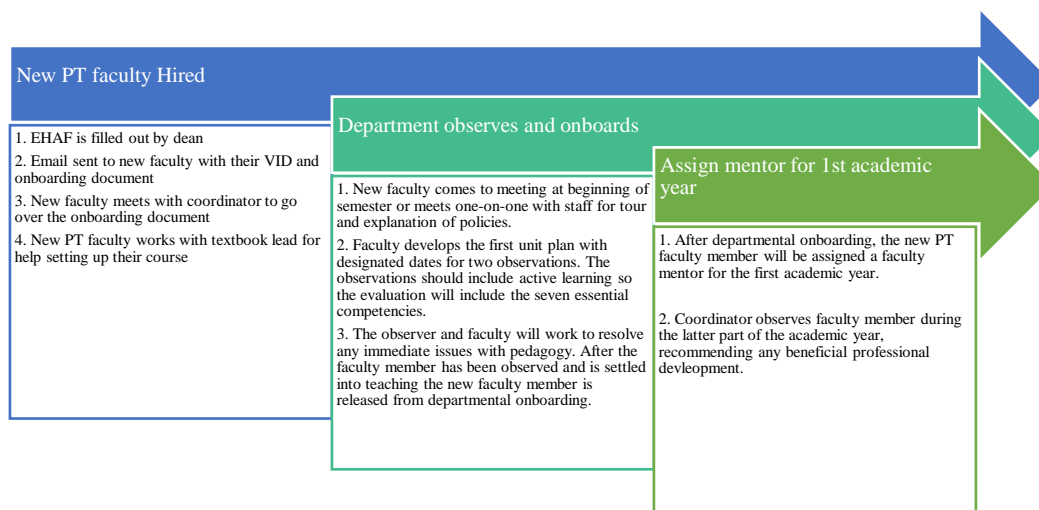 New PT faculty Hired
1. EHAF is filled out by dean
2. Email sent to new faculty with their VID and
onboarding document
3. New faculty meets with coordinator to go
over the onboarding document
4. New PT faculty works with textbook lead for
help setting up their course
Department observes and onboards
1. New faculty comes to meeting at beginning of
semester or meets one-on-one with staff for tour
and explanation of policies.
2. Faculty develops the first unit plan with
designated dates for two observations. The
observations should include active learning so
the evaluation will include the seven essential
competencies.
3. The observer and faculty will work to resolve
any immediate issues with pedagogy. After the
faculty member has been observed and is settled
into teaching the new faculty member is
released from departmental onboarding.
Assign mentor for 1st academic
year
1. After departmental onboarding, the new PT
faculty member will be assigned a faculty
mentor for the first academic year.
2. Coordinator observes faculty member during
the latter part of the academic year,
recommending any beneficial professional
devleopment.